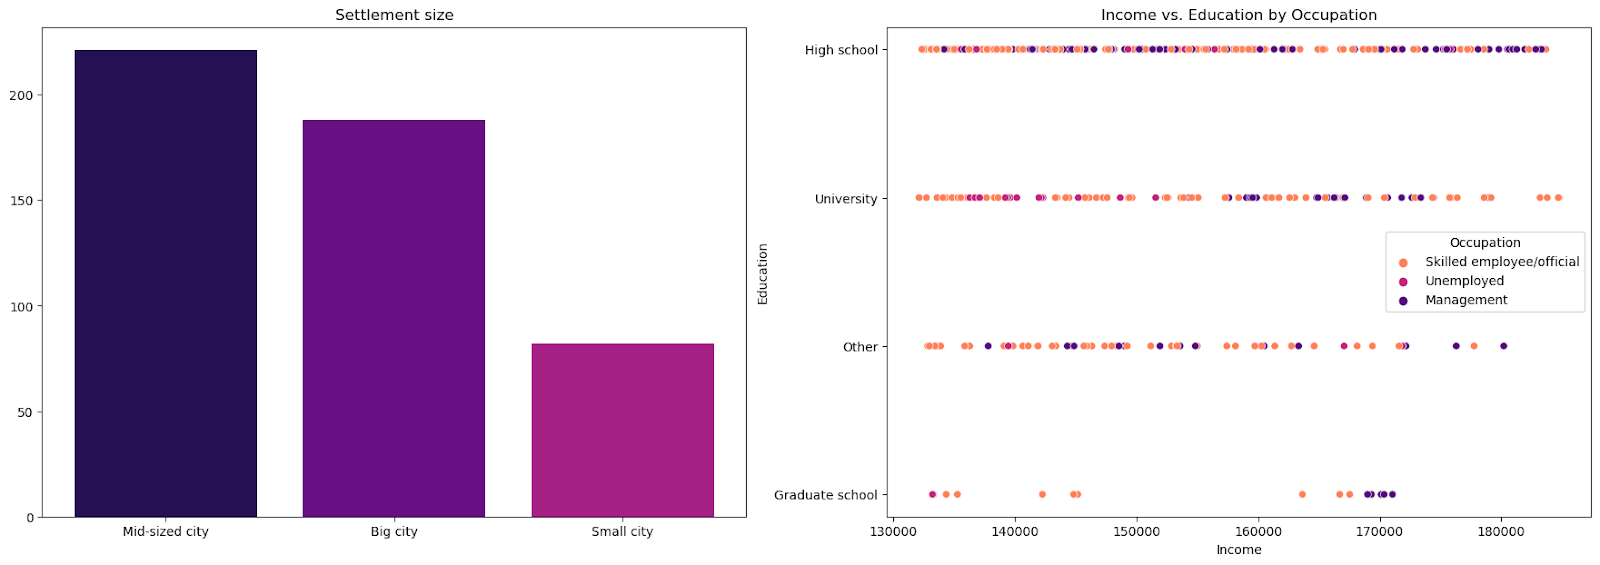 Settlement size
200
150
100
50
0
Mid-sized city Big city Small city
Income vs. Education by Occupation
Education
High school
University
Other
Graduate school
Occupation
Skilled employee/official
Unemployed
Management
130000 140000 150000 160000 170000 180000
Income